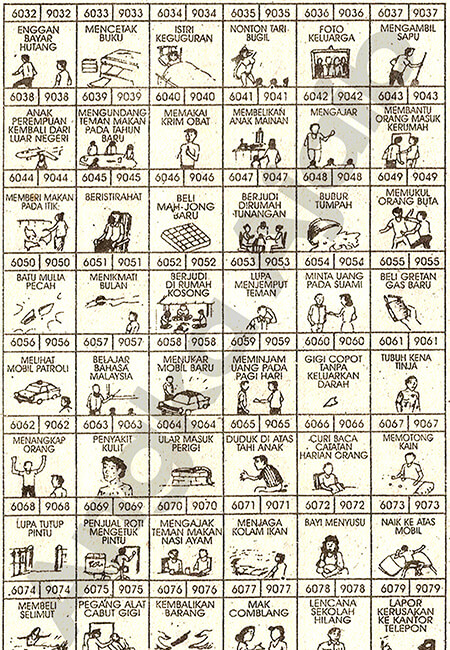 6032 9032
ENGGAN
BAYAR
HUTANG
6033 9033
MENCETAK
BUKU
6034 9034
ISTRI
KEGUGURAN
6035 9035
NONTON TARI
BUGIL
6036 9036
FOTO
KELUARGA
6037 9037
MENGAMBIL
SAPU
6038 9038
ANAK
PEREMPUAN
KEMBALI DARI
LUAR NEGERI
6039 9039
MENGUNDANG
TEMAN MAKAN
PADA TAHUN
BARU
6040 9040
MEMAKAI
KRIM OBAT
6041 9041
MEMBELIKAN
ANAK MAINAN
6042 9042
MENGAJAR
6043 9043
MEMBANTU
ORANG MASUK
KERUMAH
6044 9044
MEMBERI MAKAN
PADA ITIK
6045 9045
BERISTIRAHAT
6046 9046
BELI
MAH-JONG
BARU
6047 9047
BERJUDI
DIRUMAH
TUNANGAN
6048 9048
BUBUR
TUMPAH
6049 9049
MEMUKUL
ORANG BUTA
6050 9050
BATU MULIA
PECAH
6051 9051
MENIKMATI
BULAN
6052 9052
BERJUDI
DI RUMAH
KOSONG
6053 9053
LUPA
MENJEMPUT
TEMAN
6054 9054
MINTA UANG
PADA SUAMI
6055 9055
BELI GRETAN
GAS BARU
6056 9056
MELIHAT
MOBIL PATROLI
6057 9057
BELAJAR
BAHASA
MALAYSIA
6058 9058
MENUKAR
MOBIL BARU
6059 9059
MEMINJAM
UANG PADA
PAGI HARI
6060 9060
GIGI COPOT
TANPA
KELUARKAN
DARAH
6061 9061
TUBUH KENA
TINJA
6062 9062
MENANGKAP
ORANG
6063 9063
PENYAKIT
KULIT
6064 9064
ULAR MASUK
PERIGI
6065 9065
DUDUK DI ATAS
TAHI ANAK
6066 9066
CURI BACA
CATATAN
HARIAN ORANG
6067 9067
MEMOTONG
KAIN
6068 9068
LUPA TUTUP
PINTU
6069 9069
PENJUAL ROTI
MENGETUK
PINTU
6070 9070
MENGAJAK
TEMAN MAKAN
NASI AYAM
6071 9071
MENJAGA
KOLAM IKAN
6072 9072
BAYI MENYUSU
6073 9073
NAIK KE ATAS
MOBIL
6074 9074
MEMBELI
SELIMUT
6075 9075
PEGANG ALAT
CABUT GIGI
6076 9076
KEMBALIKAN
BARANG
6077 9077
MAK
COMBLANG
6078 9078
LENCANA
SEKOLAH
HILANG
6079 9079
LAPOR
KERUSAKAN
KE KANTOR
TELEPON